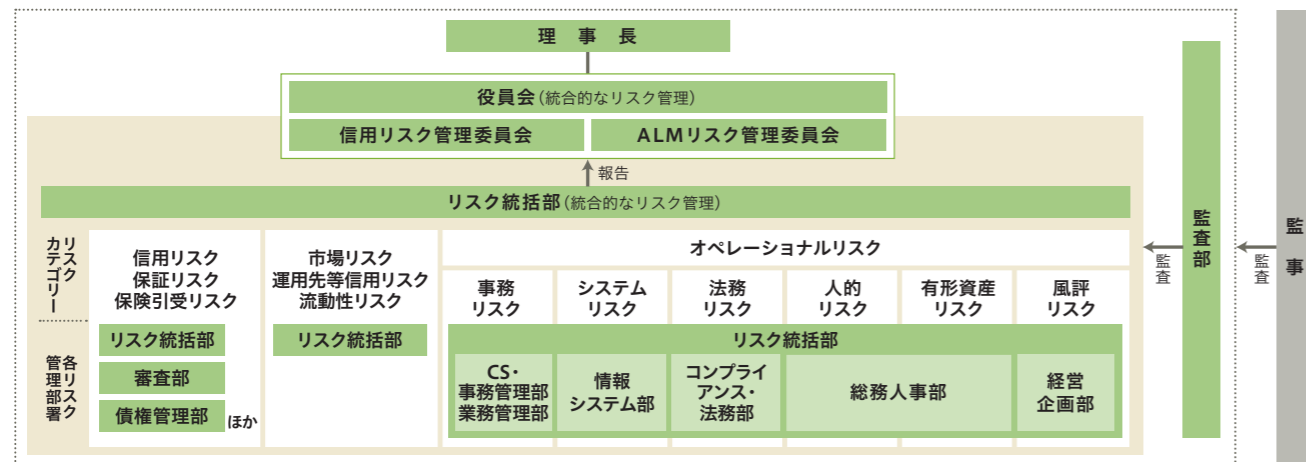 理事長
役員会(統合的なリスク管理)
信用リスク管理委員会
ALMリスク管理委員会
報告
リスク統括部(統合的なリスク管理)
リスク
カテゴリー
信用リスク
保証リスク
保険引受リスク
市場リスク
運用先等信用リスク
流動性リスク
オペレーショナルリスク
事務
リスク
システム
リスク
法務
リスク
人的
リスク
有形資産
リスク
風評
リスク
各リスク
管理部署
リスク統括部
審査部
債権管理部
ほか
リスク統括部
リスク統括部
CS・
事務管理部
業務管理部
情報
システム部
コンプライ
アンス・
法務部
総務人事部
経営
企画部
監査
監査部
監査
監事